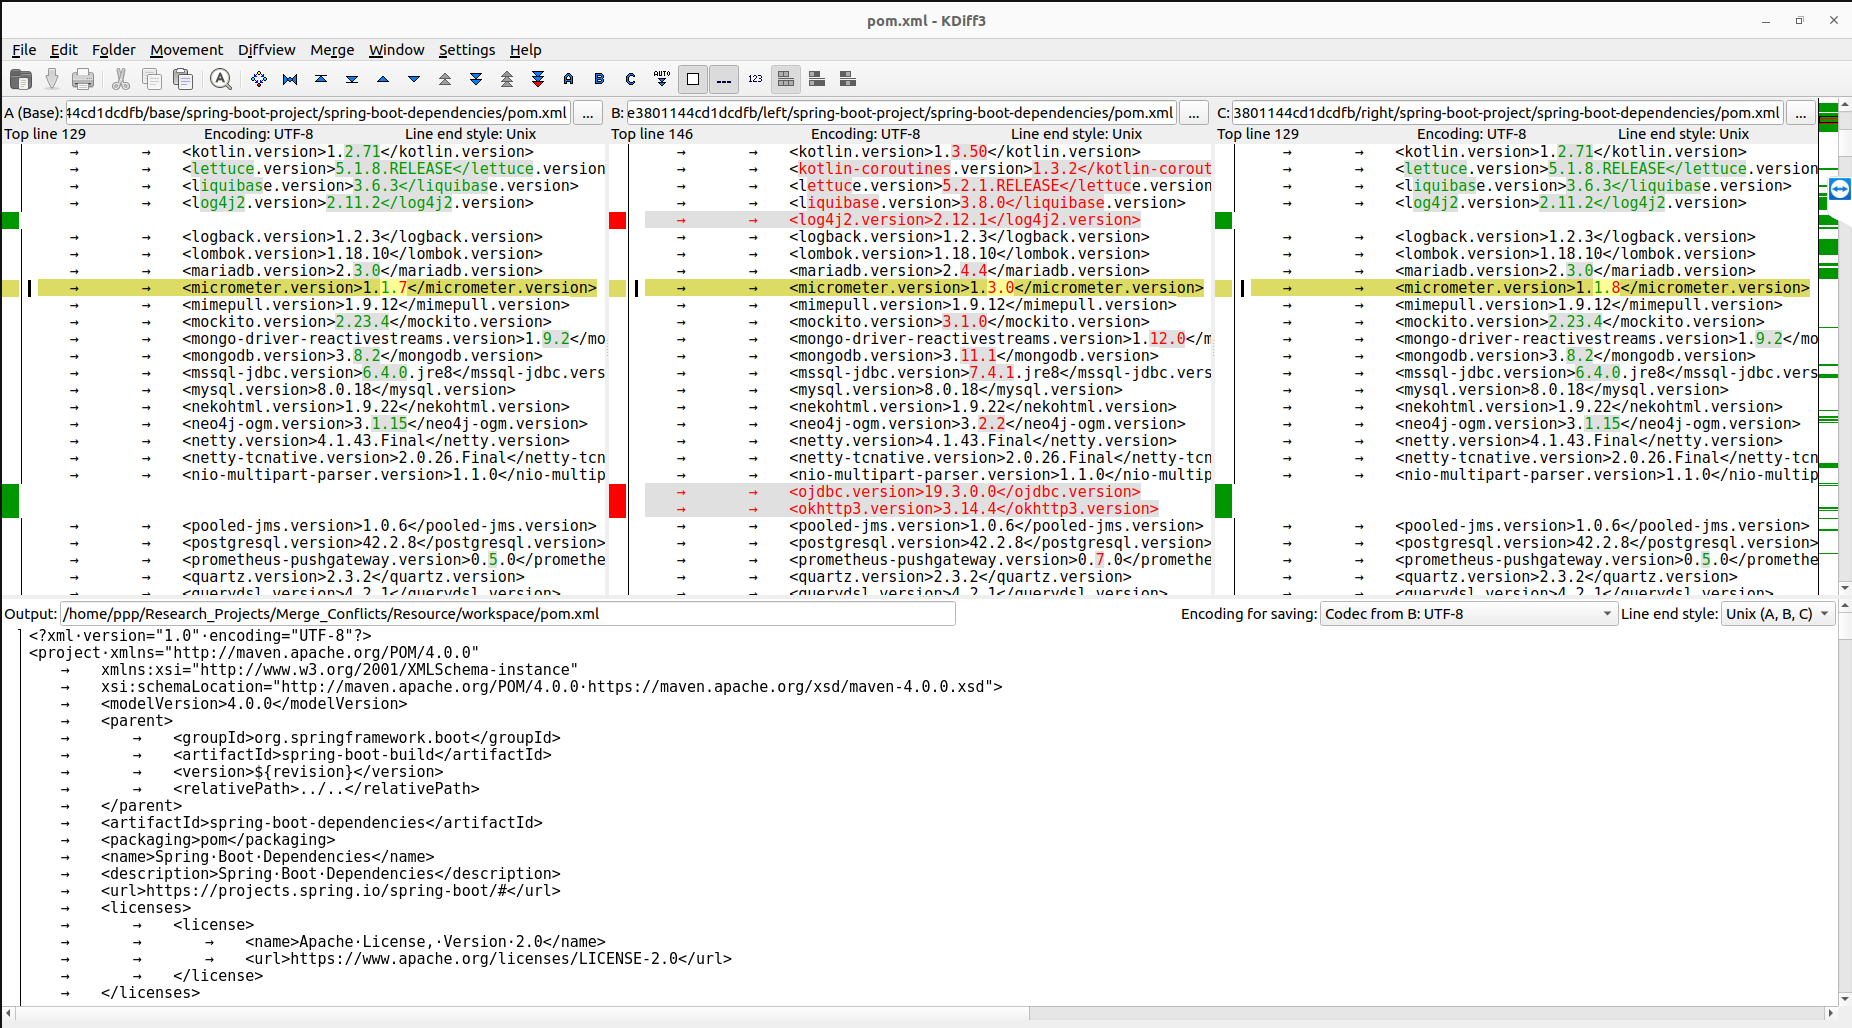 pom.xml - KDiff3
File Edit Folder Movement Diffview Merge Window Settings Help
A B C AUTO 123
A (Base): 44cd1dcdfb/base/spring-boot-project/spring-boot-dependencies/pom.xml ...
Top line 129 Encoding: UTF-8 Line end style: Unix
→ → <kotlin.version>1.2.71</kotlin.version>
→ → <lettuce.version>5.1.8.RELEASE</lettuce.version
→ → <liquibase.version>3.6.3</liquibase.version>
→ → <log4j2.version>2.11.2</log4j2.version>
→ → <logback.version>1.2.3</logback.version>
→ → <lombok.version>1.18.10</lombok.version>
→ → <mariadb.version>2.3.0</mariadb.version>
→ → <micrometer.version>1.1.7</micrometer.version>
→ → <mimepull.version>1.9.12</mimepull.version>
→ → <mockito.version>2.23.4</mockito.version>
→ → <mongo-driver-reactivestreams.version>1.9.2</mo
→ → <mongodb.version>3.8.2</mongodb.version>
→ → <mssql-jdbc.version>6.4.0.jre8</mssql-jdbc.vers
→ → <mysql.version>8.0.18</mysql.version>
→ → <nekohtml.version>1.9.22</nekohtml.version>
→ → <neo4j-ogm.version>3.1.15</neo4j-ogm.version>
→ → <netty.version>4.1.43.Final</netty.version>
→ → <netty-tcnative.version>2.0.26.Final</netty-tcn
→ → <nio-multipart-parser.version>1.1.0</nio-multip
→ → <pooled-jms.version>1.0.6</pooled-jms.version>
→ → <postgresql.version>42.2.8</postgresql.version>
→ → <prometheus-pushgateway.version>0.5.0</promethe
→ → <quartz.version>2.3.2</quartz.version>
→ → <querydsl.version>4.2.1</querydsl.version>
B: e3801144cd1dcdfb/left/spring-boot-project/spring-boot-dependencies/pom.xml ...
Top line 146 Encoding: UTF-8 Line end style: Unix
→ → <kotlin.version>1.3.50</kotlin.version>
→ → <kotlin-coroutines.version>1.3.2</kotlin-corout
→ → <lettuce.version>5.2.1.RELEASE</lettuce.version
→ → <liquibase.version>3.8.0</liquibase.version>
→ → <log4j2.version>2.12.1</log4j2.version>
→ → <logback.version>1.2.3</logback.version>
→ → <lombok.version>1.18.10</lombok.version>
→ → <mariadb.version>2.4.4</mariadb.version>
→ → <micrometer.version>1.3.0</micrometer.version>
→ → <mimepull.version>1.9.12</mimepull.version>
→ → <mockito.version>3.1.0</mockito.version>
→ → <mongo-driver-reactivestreams.version>1.12.0</m
→ → <mongodb.version>3.11.1</mongodb.version>
→ → <mssql-jdbc.version>7.4.1.jre8</mssql-jdbc.vers
→ → <mysql.version>8.0.18</mysql.version>
→ → <nekohtml.version>1.9.22</nekohtml.version>
→ → <neo4j-ogm.version>3.2.2</neo4j-ogm.version>
→ → <netty.version>4.1.43.Final</netty.version>
→ → <netty-tcnative.version>2.0.26.Final</netty-tcn
→ → <nio-multipart-parser.version>1.1.0</nio-multip
→ → <ojdbc.version>19.3.0.0</ojdbc.version>
→ → <okhttp3.version>3.14.4</okhttp3.version>
→ → <pooled-jms.version>1.0.6</pooled-jms.version>
→ → <postgresql.version>42.2.8</postgresql.version>
→ → <prometheus-pushgateway.version>0.7.0</promethe
→ → <quartz.version>2.3.2</quartz.version>
→ → <querydsl.version>4.2.1</querydsl.version>
C: 3801144cd1dcdfb/right/spring-boot-project/spring-boot-dependencies/pom.xml ...
Top line 129 Encoding: UTF-8 Line end style: Unix
→ → <kotlin.version>1.2.71</kotlin.version>
→ → <lettuce.version>5.1.8.RELEASE</lettuce.version
→ → <liquibase.version>3.6.3</liquibase.version>
→ → <log4j2.version>2.11.2</log4j2.version>
→ → <logback.version>1.2.3</logback.version>
→ → <lombok.version>1.18.10</lombok.version>
→ → <mariadb.version>2.3.0</mariadb.version>
→ → <micrometer.version>1.1.8</micrometer.version>
→ → <mimepull.version>1.9.12</mimepull.version>
→ → <mockito.version>2.23.4</mockito.version>
→ → <mongo-driver-reactivestreams.version>1.9.2</mo
→ → <mongodb.version>3.8.2</mongodb.version>
→ → <mssql-jdbc.version>6.4.0.jre8</mssql-jdbc.vers
→ → <mysql.version>8.0.18</mysql.version>
→ → <nekohtml.version>1.9.22</nekohtml.version>
→ → <neo4j-ogm.version>3.1.15</neo4j-ogm.version>
→ → <netty.version>4.1.43.Final</netty.version>
→ → <netty-tcnative.version>2.0.26.Final</netty-tcn
→ → <nio-multipart-parser.version>1.1.0</nio-multip
→ → <pooled-jms.version>1.0.6</pooled-jms.version>
→ → <postgresql.version>42.2.8</postgresql.version>
→ → <prometheus-pushgateway.version>0.5.0</promethe
→ → <quartz.version>2.3.2</quartz.version>
→ → <querydsl.version>4.2.1</querydsl.version>
Output: /home/ppp/Research_Projects/Merge_Conflicts/Resource/workspace/pom.xml Encoding for saving: Codec from B: UTF-8 Line end style: Unix (A, B, C)
<?xml·version="1.0"·encoding="UTF-8"?>
<project·xmlns="http://maven.apache.org/POM/4.0.0"
→ xmlns:xsi="http://www.w3.org/2001/XMLSchema-instance"
→ xsi:schemaLocation="http://maven.apache.org/POM/4.0.0·https://maven.apache.org/xsd/maven-4.0.0.xsd">
→ <modelVersion>4.0.0</modelVersion>
→ <parent>
→ → <groupId>org.springframework.boot</groupId>
→ → <artifactId>spring-boot-build</artifactId>
→ → <version>${revision}</version>
→ → <relativePath>../..</relativePath>
→ </parent>
→ <artifactId>spring-boot-dependencies</artifactId>
→ <packaging>pom</packaging>
→ <name>Spring·Boot·Dependencies</name>
→ <description>Spring·Boot·Dependencies</description>
→ <url>https://projects.spring.io/spring-boot/#</url>
→ <licenses>
→ → <license>
→ → → <name>Apache·License,·Version·2.0</name>
→ → → <url>https://www.apache.org/licenses/LICENSE-2.0</url>
→ → </license>
→ </licenses>